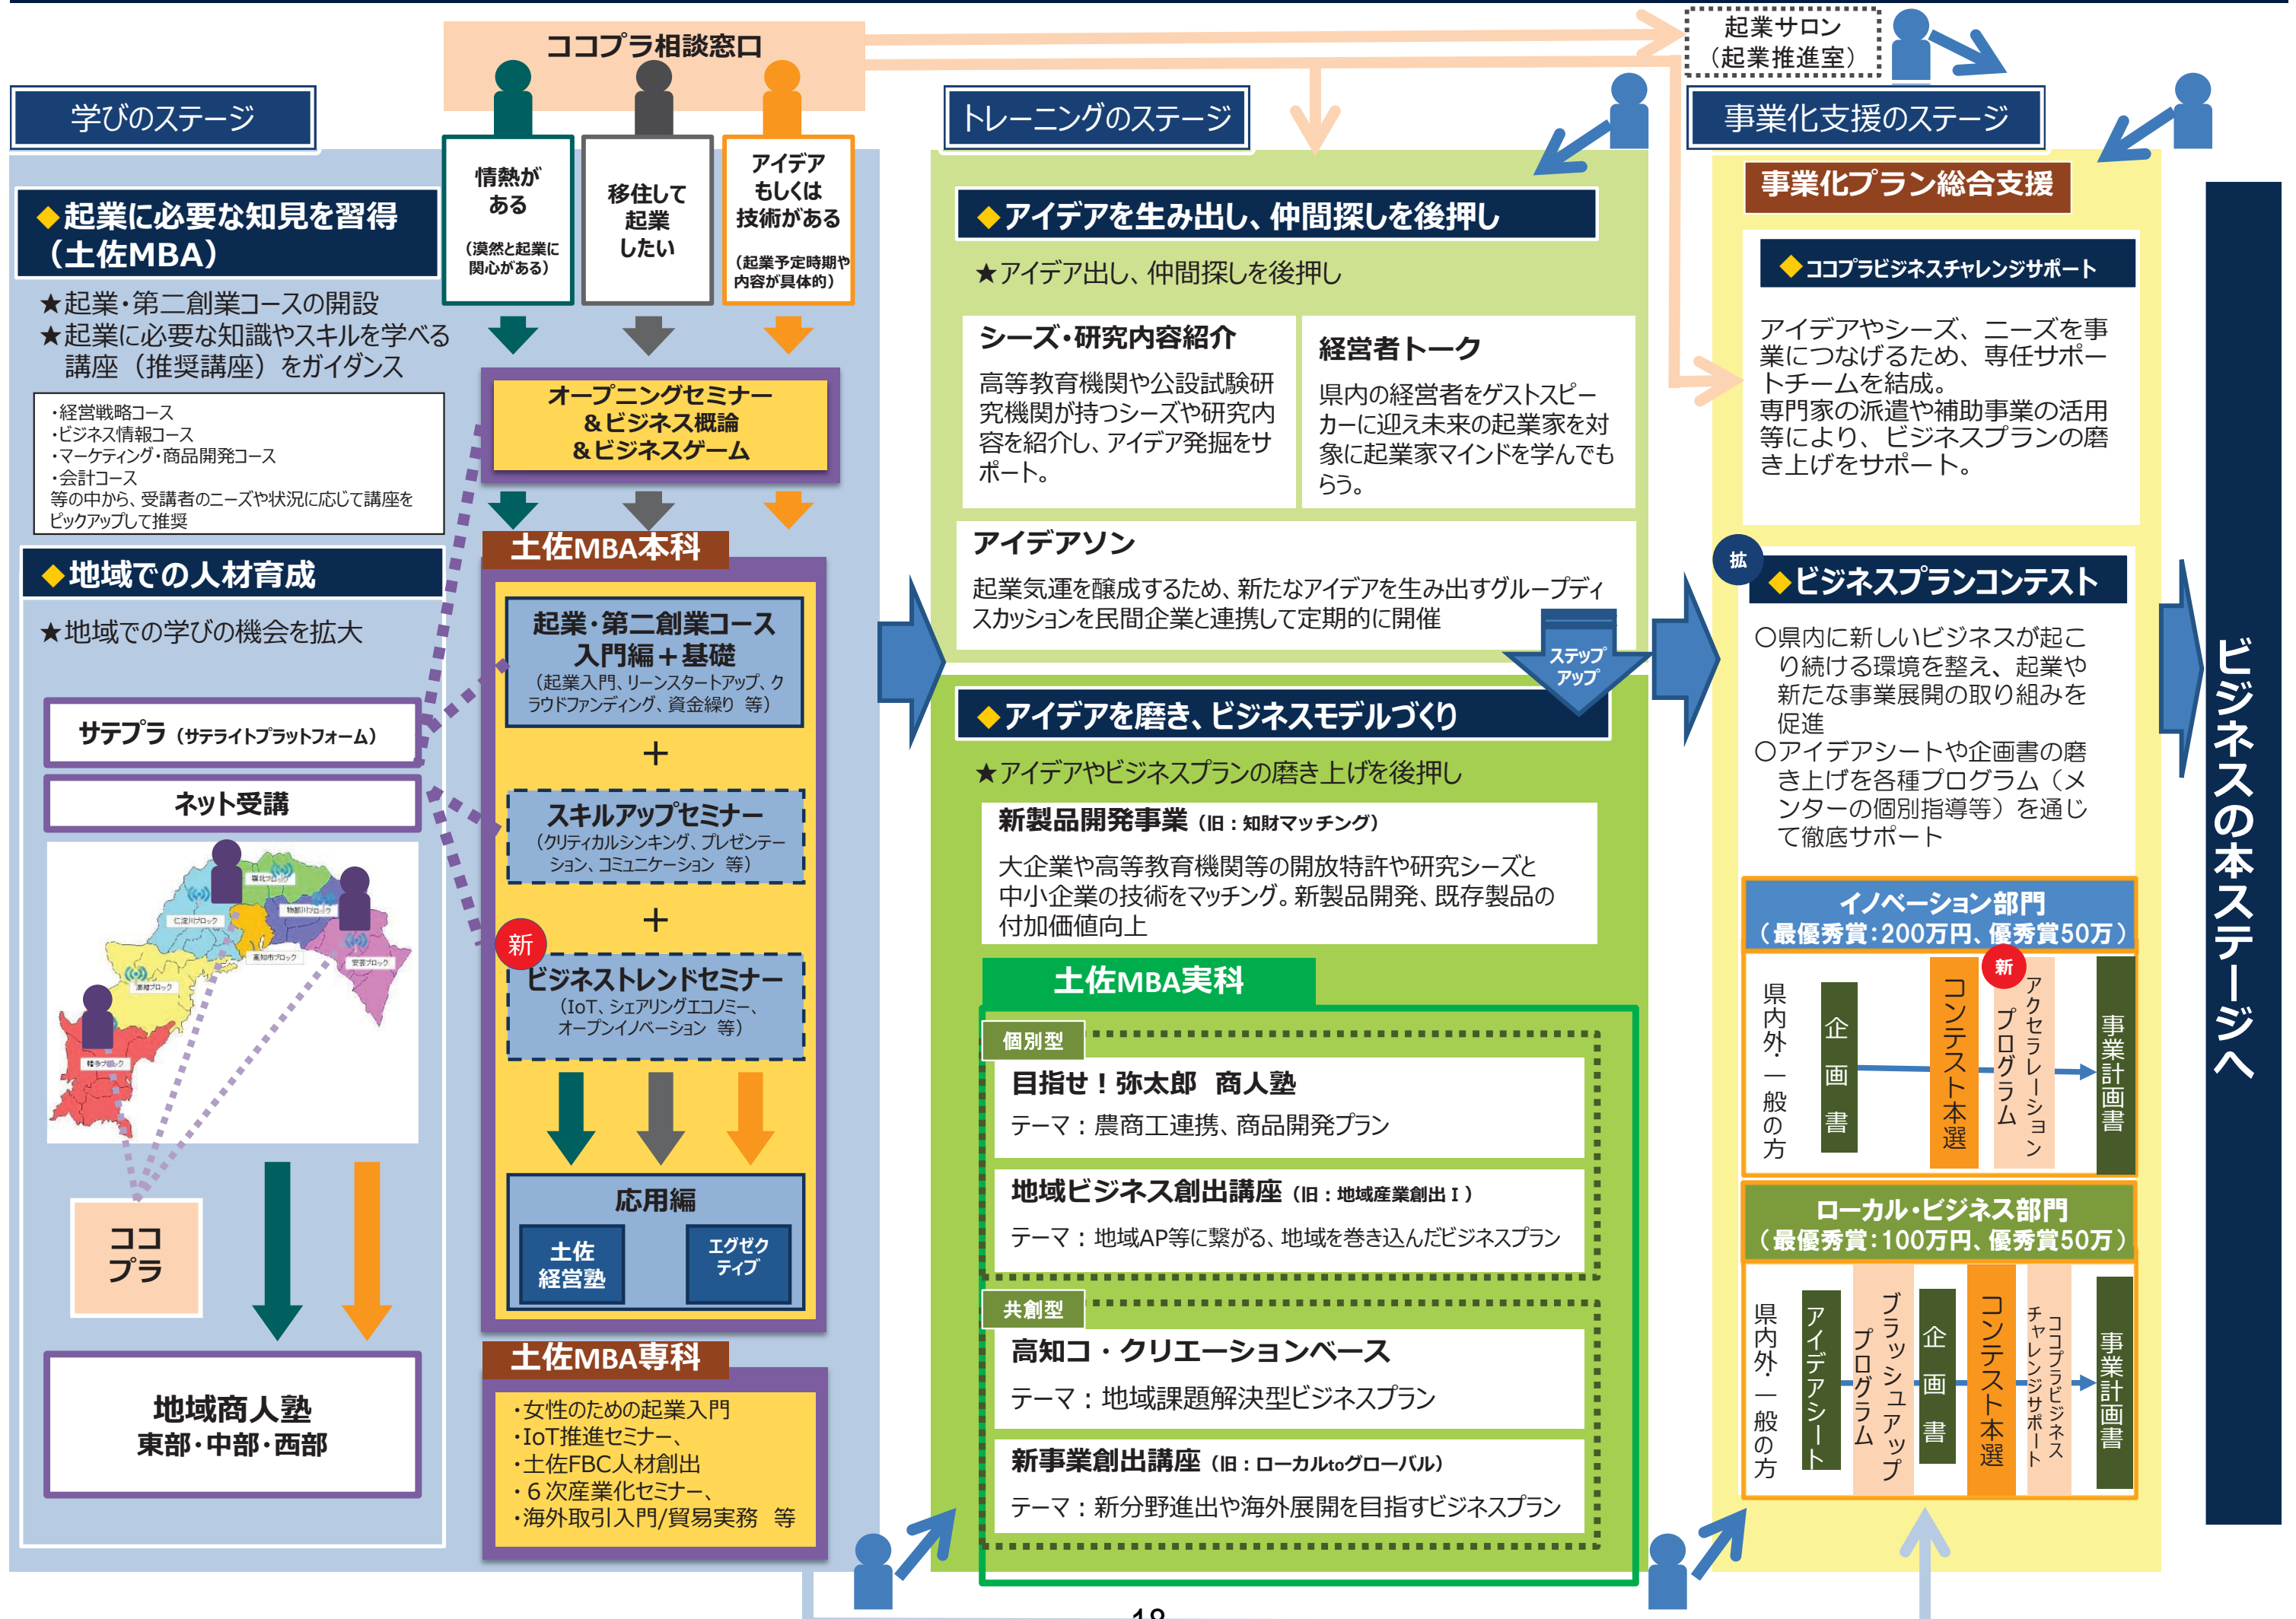 ココプラ相談窓口
起業サロン
（起業推進室）
学びのステージ
トレーニングのステージ
事業化支援のステージ
◆起業に必要な知見を習得
（土佐MBA）
★起業・第二創業コースの開設
★起業に必要な知識やスキルを学べる
講座（推奨講座）をガイダンス
・経営戦略コース
・ビジネス情報コース
・マーケティング・商品開発コース
・会計コース
等の中から、受講者のニーズや状況に応じて講座を
ピックアップして推奨
◆地域での人材育成
★地域での学びの機会を拡大
サテプラ（サテライトプラットフォーム）
ネット受講
嶺北ブロック
仁淀川ブロック
物部川ブロック
高知市ブロック
安芸ブロック
高幡ブロック
幡多ブロック
ココ
プラ
地域商人塾
東部・中部・西部
情熱が
ある
（漠然と起業に
関心がある）
移住して
起業
したい
アイデア
もしくは
技術がある
（起業予定時期や
内容が具体的）
オープニングセミナー
＆ビジネス概論
＆ビジネスゲーム
土佐MBA本科
起業・第二創業コース
入門編＋基礎
（起業入門、リーンスタートアップ、ク
ラウドファンディング、資金繰り 等）
＋
スキルアップセミナー
（クリティカルシンキング、プレゼンテー
ション、コミュニケーション 等）
＋
新
ビジネストレンドセミナー
（IoT、シェアリングエコノミー、
オープンイノベーション 等）
応用編
土佐
経営塾
エグゼク
ティブ
土佐MBA専科
・女性のための起業入門
・IoT推進セミナー、
・土佐FBC人材創出
・６次産業化セミナー、
・海外取引入門/貿易実務 等
◆アイデアを生み出し、仲間探しを後押し
★アイデア出し、仲間探しを後押し
シーズ・研究内容紹介
高等教育機関や公設試験研
究機関が持つシーズや研究内
容を紹介し、アイデア発掘をサ
ポート。
経営者トーク
県内の経営者をゲストスピー
カーに迎え未来の起業家を対
象に起業家マインドを学んでも
らう。
アイデアソン
起業気運を醸成するため、新たなアイデアを生み出すグループディ
スカッションを民間企業と連携して定期的に開催
ステップ
アップ
◆アイデアを磨き、ビジネスモデルづくり
★アイデアやビジネスプランの磨き上げを後押し
新製品開発事業（旧：知財マッチング）
大企業や高等教育機関等の開放特許や研究シーズと
中小企業の技術をマッチング。新製品開発、既存製品の
付加価値向上
土佐MBA実科
個別型
目指せ！弥太郎 商人塾
テーマ：農商工連携、商品開発プラン
地域ビジネス創出講座（旧：地域産業創出Ⅰ）
テーマ：地域AP等に繋がる、地域を巻き込んだビジネスプラン
共創型
高知コ・クリエーションベース
テーマ：地域課題解決型ビジネスプラン
新事業創出講座（旧：ローカルtoグローバル）
テーマ：新分野進出や海外展開を目指すビジネスプラン
事業化プラン総合支援
◆ココプラビジネスチャレンジサポート
アイデアやシーズ、ニーズを事
業につなげるため、専任サポー
トチームを結成。
専門家の派遣や補助事業の活用
等により、ビジネスプランの磨
き上げをサポート。
拡
◆ビジネスプランコンテスト
○県内に新しいビジネスが起こ
り続ける環境を整え、起業や
新たな事業展開の取り組みを
促進
○アイデアシートや企画書の磨
き上げを各種プログラム（メ
ンターの個別指導等）を通じ
て徹底サポート
イノベーション部門
（最優秀賞：200万円、優秀賞50万）
県内外・一般の方
企画書
コンテスト本選
新
アクセラレーション
プログラム
事業計画書
ローカル・ビジネス部門
（最優秀賞：100万円、優秀賞50万）
県内外・一般の方
アイデアシート
ブラッシュアップ
プログラム
企画書
コンテスト本選
ココプラビジネス
チャレンジサポート
事業計画書
ビジネスの本ステージへ